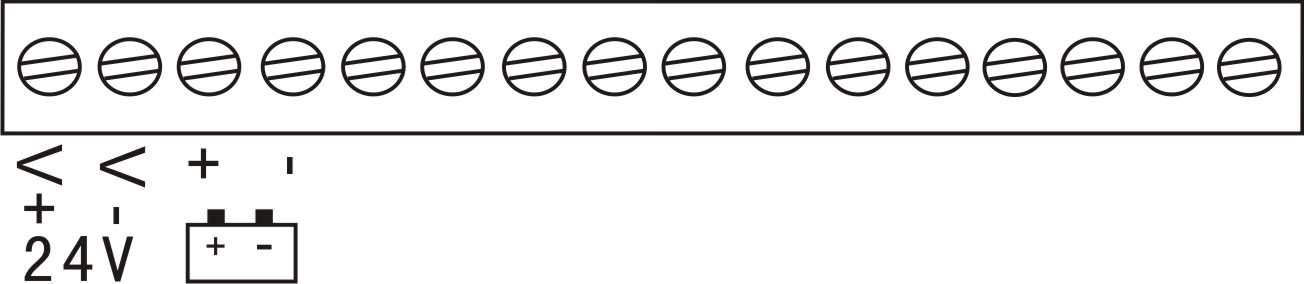 < < + -
+ -
24V + -